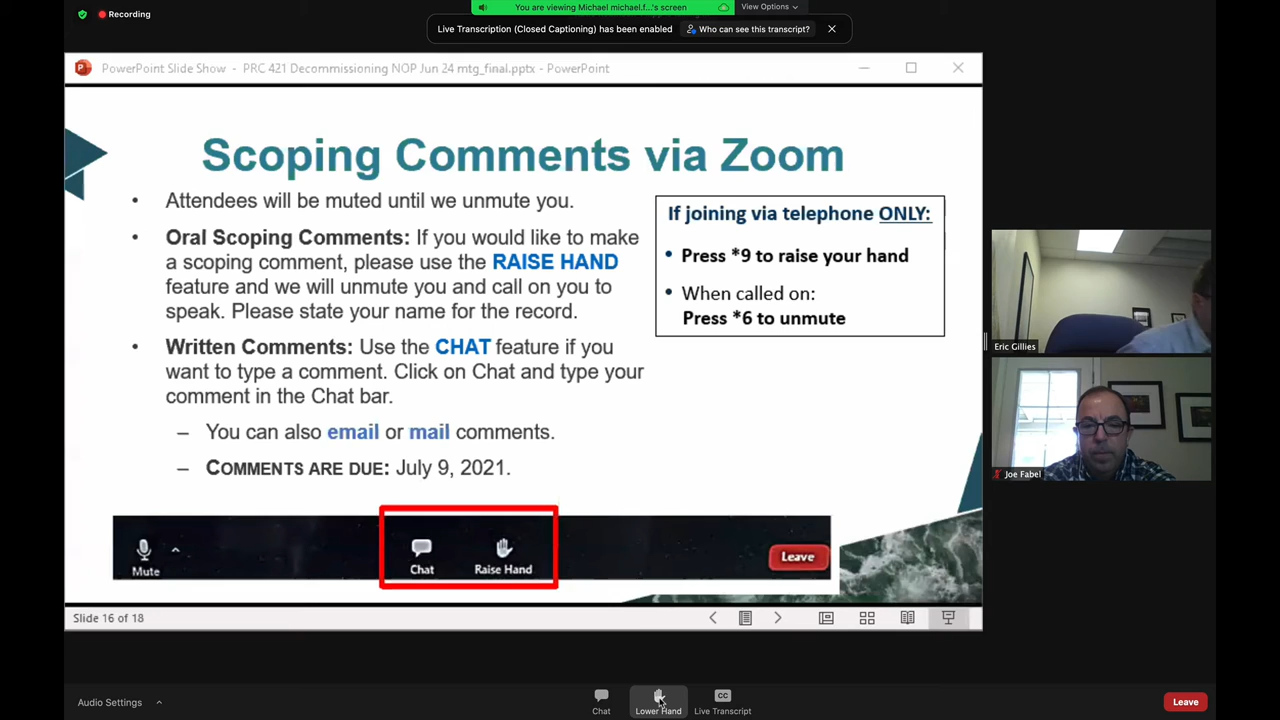 You are viewing Michael michael.f...'s screen
View Options
Recording
Live Transcription (Closed Captioning) has been enabled
Who can see this transcript?
PowerPoint Slide Show - PRC 421 Decommissioning NOP Jun 24 mtg_final.pptx - PowerPoint
Scoping Comments via Zoom
• Attendees will be muted until we unmute you.
• Oral Scoping Comments: If you would like to make
a scoping comment, please use the RAISE HAND
feature and we will unmute you and call on you to
speak. Please state your name for the record.
• Written Comments: Use the CHAT feature if you
want to type a comment. Click on Chat and type your
comment in the Chat bar.
– You can also email or mail comments.
– COMMENTS ARE DUE: July 9, 2021.
If joining via telephone ONLY:
• Press *9 to raise your hand
• When called on:
Press *6 to unmute
Mute
Chat
Raise Hand
Leave
Slide 16 of 18
Eric Gillies
Joe Fabel
Audio Settings
Chat
Lower Hand
CC
Live Transcript
Leave